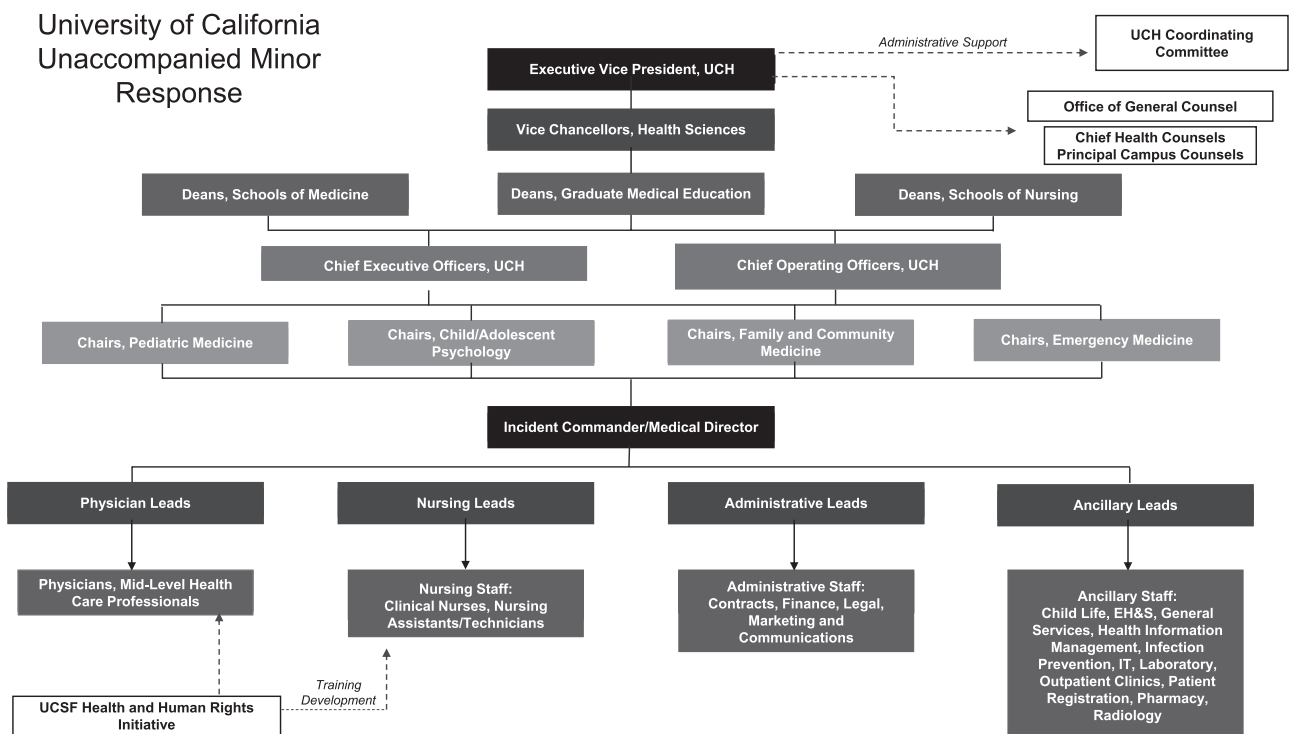 University of California
Unaccompanied Minor
Response
Administrative Support
UCH Coordinating
Committee
Executive Vice President, UCH
Office of General Counsel
Vice Chancellors, Health Sciences
Chief Health Counsels
Principal Campus Counsels
Deans, Schools of Medicine
Deans, Graduate Medical Education
Deans, Schools of Nursing
Chief Executive Officers, UCH
Chief Operating Officers, UCH
Chairs, Pediatric Medicine
Chairs, Child/Adolescent
Psychology
Chairs, Family and Community
Medicine
Chairs, Emergency Medicine
Incident Commander/Medical Director
Physician Leads
Nursing Leads
Administrative Leads
Ancillary Leads
Physicians, Mid-Level Health
Care Professionals
Nursing Staff:
Clinical Nurses, Nursing
Assistants/Technicians
Administrative Staff:
Contracts, Finance, Legal,
Marketing and
Communications
Ancillary Staff:
Child Life, EH&S, General
Services, Health Information
Management, Infection
Prevention, IT, Laboratory,
Outpatient Clinics, Patient
Registration, Pharmacy,
Radiology
Training
Development
UCSF Health and Human Rights
Initiative